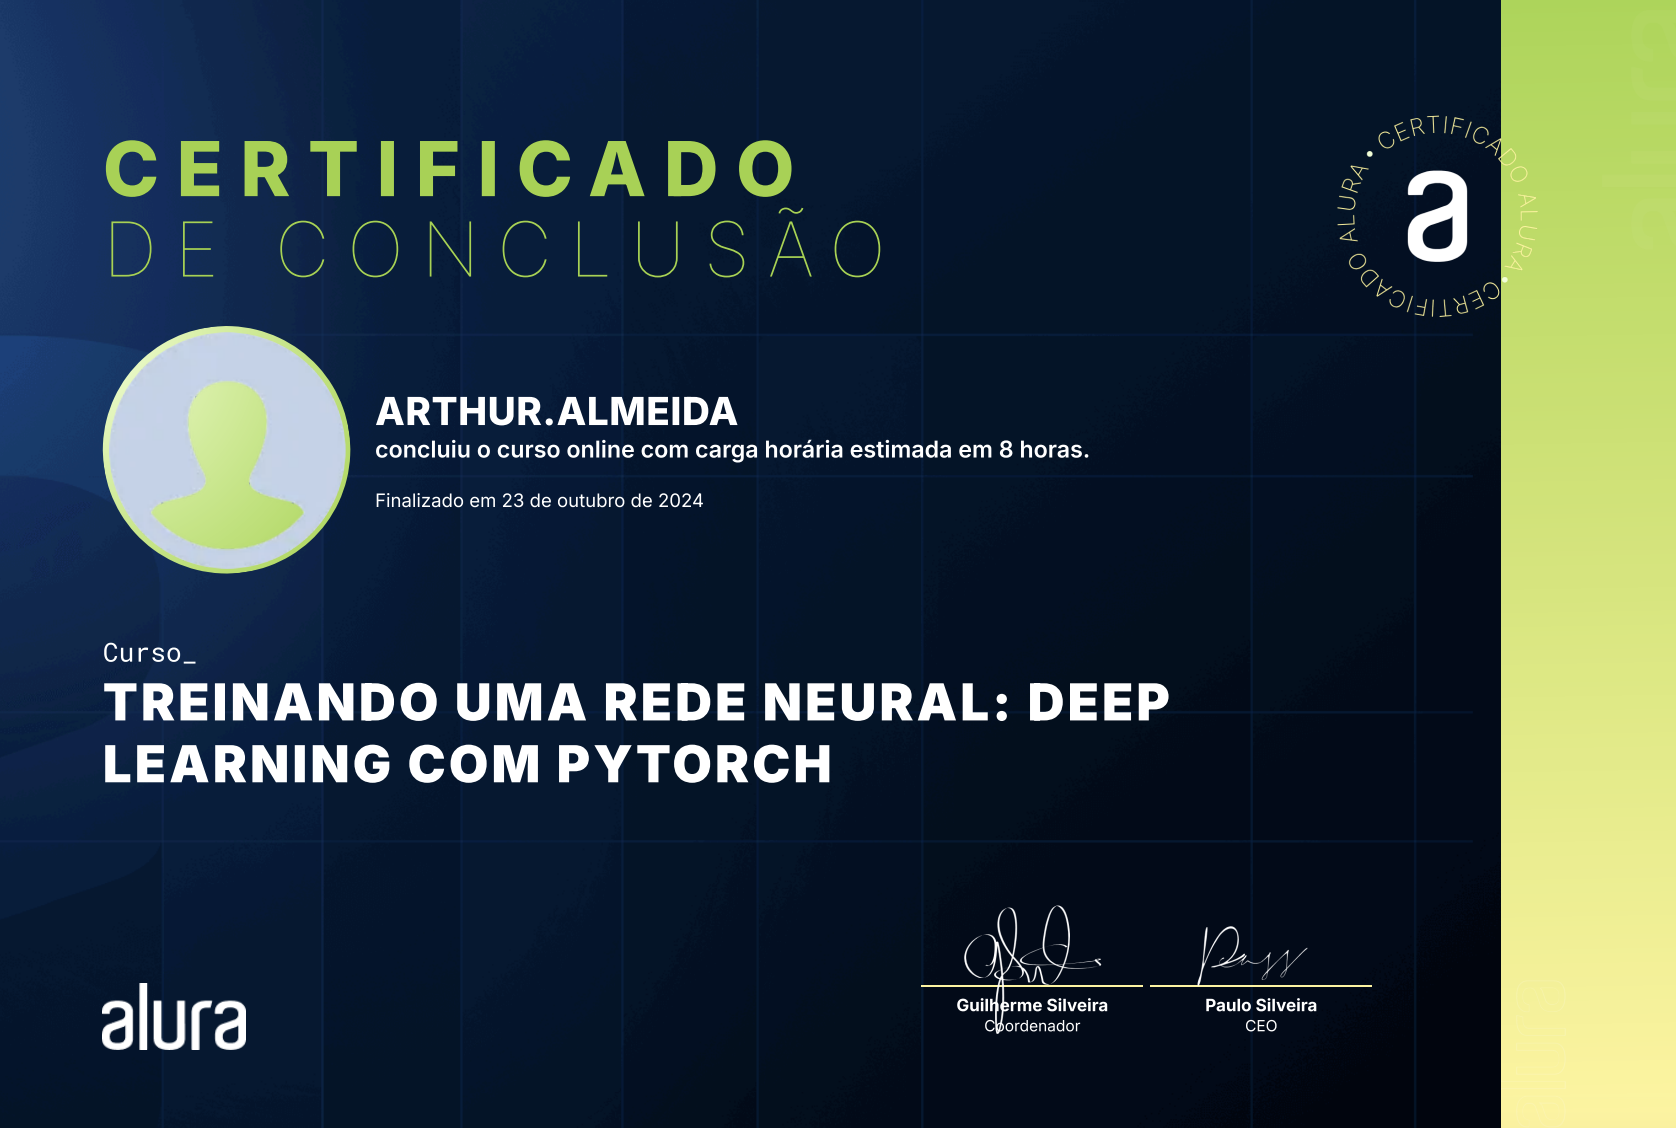 CERTIFICADO
DE CONCLUSÃO
CERTIFICADO ALURA • CERTIFICADO ALURA •
a
ARTHUR.ALMEIDA
concluiu o curso online com carga horária estimada em 8 horas.
Finalizado em 23 de outubro de 2024
Curso_
TREINANDO UMA REDE NEURAL: DEEP
LEARNING COM PYTORCH
alura
Guilherme Silveira
Coordenador
Paulo Silveira
CEO